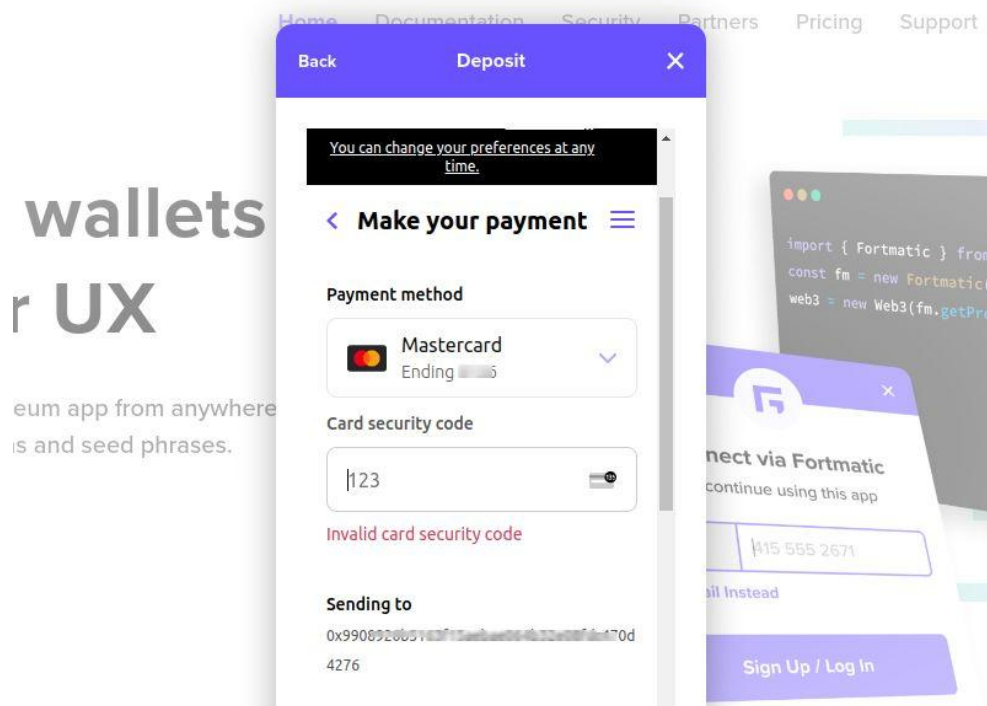 Home Documentation Security Partners Pricing Support
Back Deposit
You can change your preferences at any
time.
wallets
r UX
eum app from anywhere
s and seed phrases.
Make your payment
Payment method
Mastercard
Ending
Card security code
123
Invalid card security code
Sending to
4276
import { Fortmatic } from
const fm = new Fortmatic(
web3 = new Web3(fm.getPr
nect via Fortmatic
continue using this app
415 555 2671
ail Instead
Sign Up / Log In